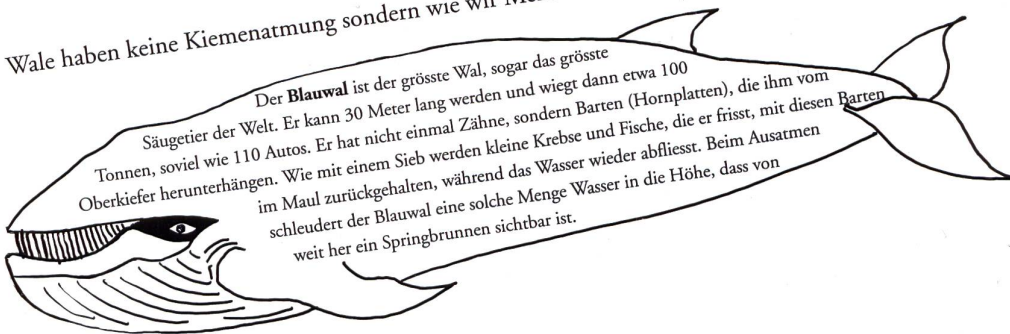 Wale haben keine Kiemenatmung sondern wie wir
Der Blauwal ist der grösste Wal, sogar das grösste
Säugetier der Welt. Er kann 30 Meter lang werden und wiegt dann etwa 100
Tonnen, soviel wie 110 Autos. Er hat nicht einmal Zähne, sondern Barten (Hornplatten), die ihm vom
Oberkiefer herunterhängen. Wie mit einem Sieb werden kleine Krebse und Fische, die er frisst, mit diesen Barten
im Maul zurückgehalten, während das Wasser wieder abfliesst. Beim Ausatmen
schleudert der Blauwal eine solche Menge Wasser in die Höhe, dass von
weit her ein Springbrunnen sichtbar ist.